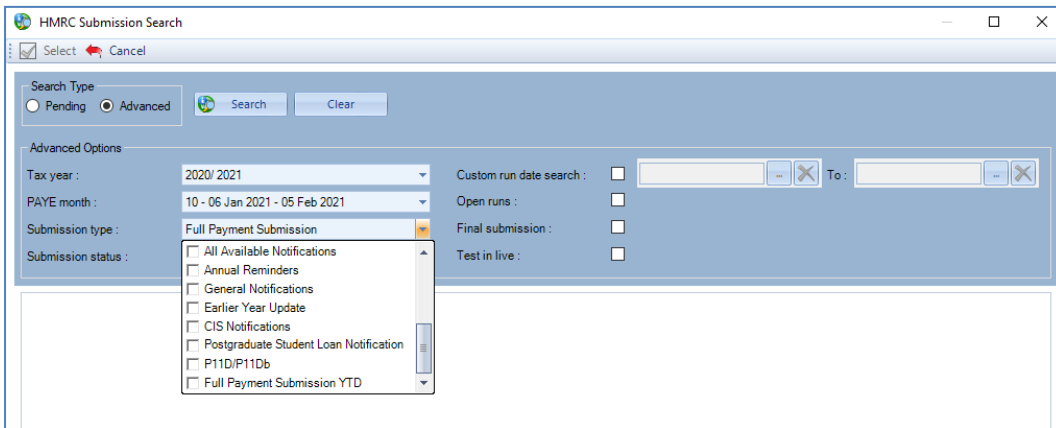 HMRC Submission Search
Select Cancel
Search Type
Pending Advanced Search Clear
Advanced Options
Tax year : 2020/ 2021 Custom run date search : ... To : ...
PAYE month : 10 - 06 Jan 2021 - 05 Feb 2021 Open runs :
Submission type : Full Payment Submission Final submission :
Submission status : Test in live :
All Available Notifications
Annual Reminders
General Notifications
Earlier Year Update
CIS Notifications
Postgraduate Student Loan Notification
P11D/P11Db
Full Payment Submission YTD